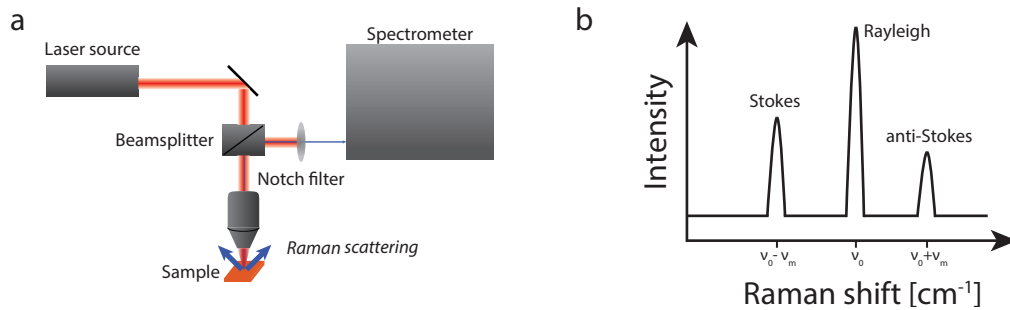 a
Laser source
Spectrometer
Beamsplitter
Notch filter
Raman scattering
Sample
b
Intensity
Rayleigh
Stokes
anti-Stokes
ν₀- νₘ
ν₀
ν₀+νₘ
Raman shift [cm⁻¹]